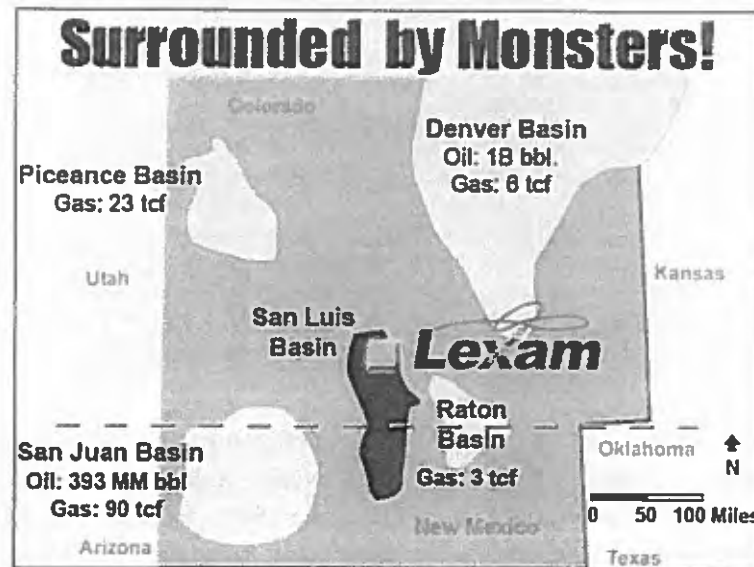 Surrounded by Monsters!
Colorado
Denver Basin
Oil: 1B bbl.
Gas: 6 tcf
Piceance Basin
Gas: 23 tcf
Utah
Kansas
San Luis
Basin
Lexam
Raton
Basin
Gas: 3 tcf
San Juan Basin
Oil: 393 MM bbl
Gas: 90 tcf
Oklahoma
N
0 50 100 Miles
New Mexico
Arizona
Texas